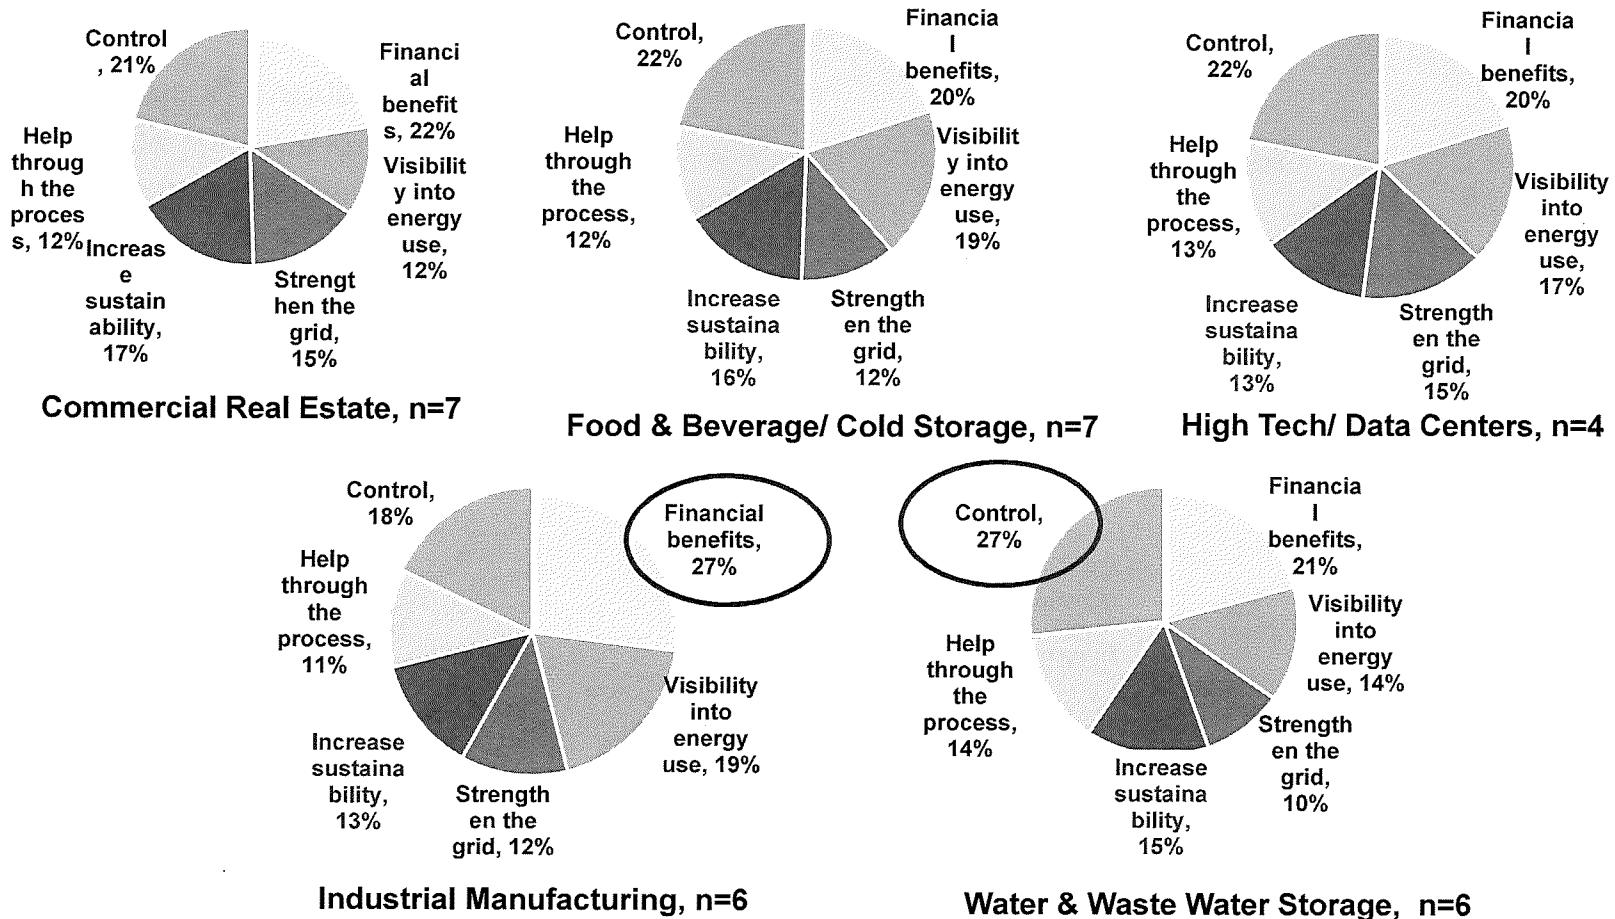 Control
, 21%
Financi
al
benefit
s, 22%
Visibilit
y into
energy
use,
12%
Strengt
hen the
grid,
15%
Increas
e
sustain
ability,
17%
Help
throug
h the
proces
s, 12%
Commercial Real Estate, n=7
Control,
22%
Financia
l
benefits,
20%
Visibilit
y into
energy
use,
19%
Strength
en the
grid,
12%
Increase
sustaina
bility,
16%
Help
through
the
process,
12%
Food & Beverage/ Cold Storage, n=7
Control,
22%
Financia
l
benefits,
20%
Visibility
into
energy
use,
17%
Strength
en the
grid,
15%
Increase
sustaina
bility,
13%
Help
through
the
process,
13%
High Tech/ Data Centers, n=4
Control,
18%
Financial
benefits,
27%
Visibility
into
energy
use, 19%
Strength
en the
grid, 12%
Increase
sustaina
bility,
13%
Help
through
the
process,
11%
Industrial Manufacturing, n=6
Control,
27%
Financia
l
benefits,
21%
Visibility
into
energy
use, 14%
Strength
en the
grid,
10%
Increase
sustaina
bility,
15%
Help
through
the
process,
14%
Water & Waste Water Storage, n=6